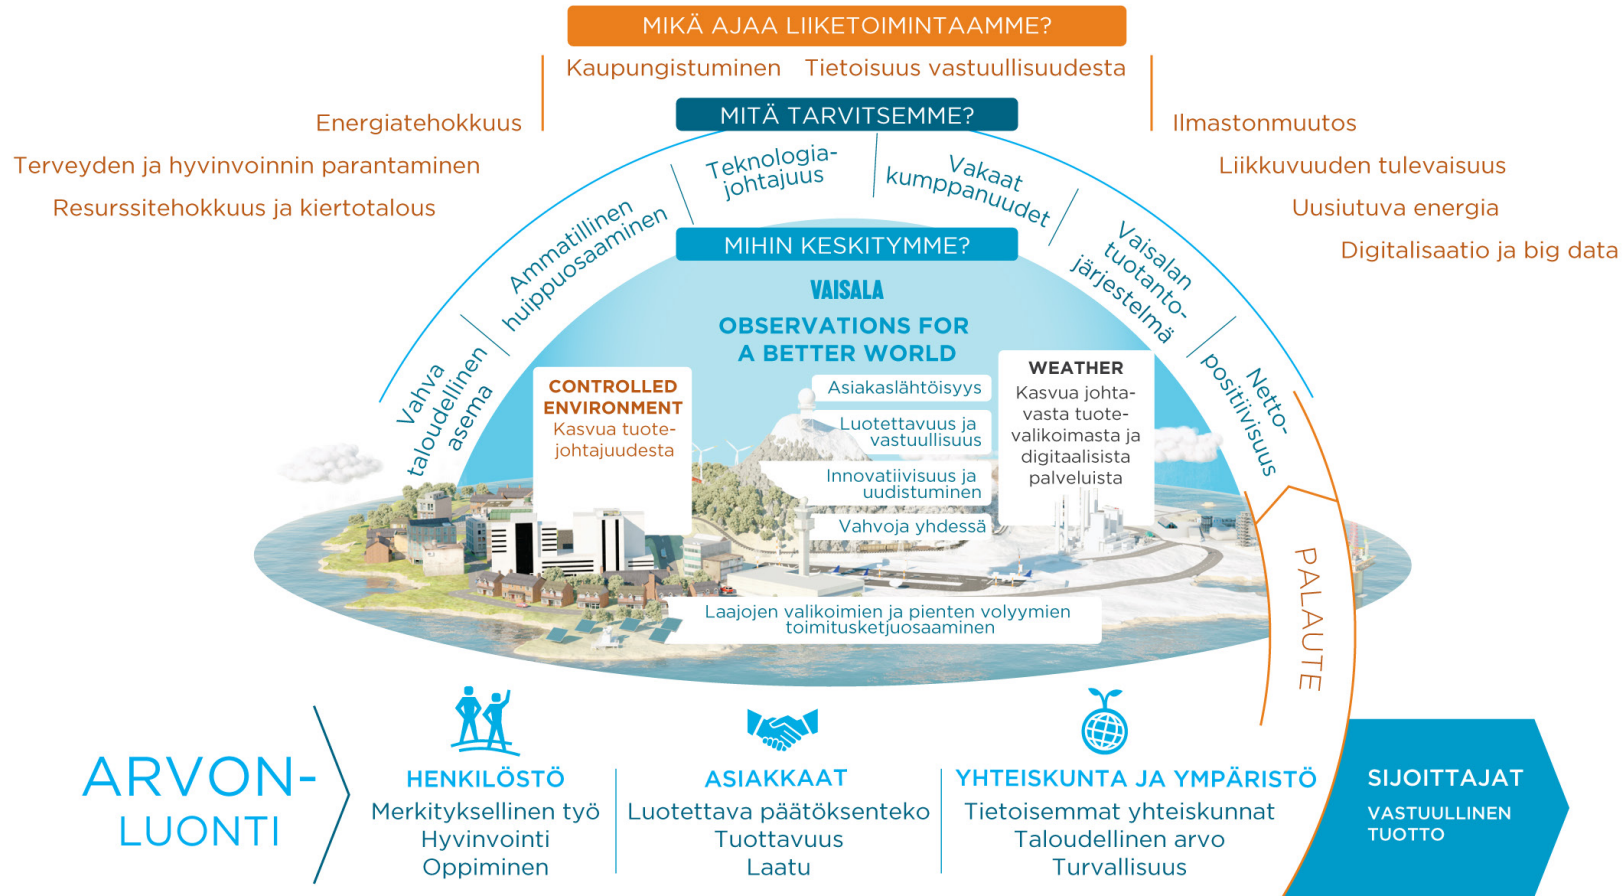 MIKÄ AJAA LIIKETOIMINTAAMME?
Kaupungistuminen
Tietoisuus vastuullisuudesta
Energiatehokkuus
Terveyden ja hyvinvoinnin parantaminen
Resurssitehokkuus ja kiertotalous
Ilmastonmuutos
Liikkuvuuden tulevaisuus
Uusiutuva energia
Digitalisaatio ja big data
MITÄ TARVITSEMME?
Vahva
taloudellinen
asema
Ammatillinen
huippuosaaminen
Teknologia-
johtajuus
Vakaat
kumppanuudet
Vaisalan
tuotanto-
järjestelmä
Netto-
positiivisuus
MIHIN KESKITYMME?
VAISALA
OBSERVATIONS FOR
A BETTER WORLD
CONTROLLED
ENVIRONMENT
Kasvua tuote-
johtajuudesta
Asiakaslähtöisyys
Luotettavuus ja
vastuullisuus
Innovatiivisuus ja
uudistuminen
Vahvoja yhdessä
WEATHER
Kasvua johta-
vasta tuote-
valikoimasta ja
digitaalisista
palveluista
Laajojen valikoimien ja pienten volyymien
toimitusketjuosaaminen
PALAUTE
ARVON-
LUONTI
HENKILÖSTÖ
Merkityksellinen työ
Hyvinvointi
Oppiminen
ASIAKKAAT
Luotettava päätöksenteko
Tuottavuus
Laatu
YHTEISKUNTA JA YMPÄRISTÖ
Tietoisemmat yhteiskunnat
Taloudellinen arvo
Turvallisuus
SIJOITTAJAT
VASTUULLINEN
TUOTTO